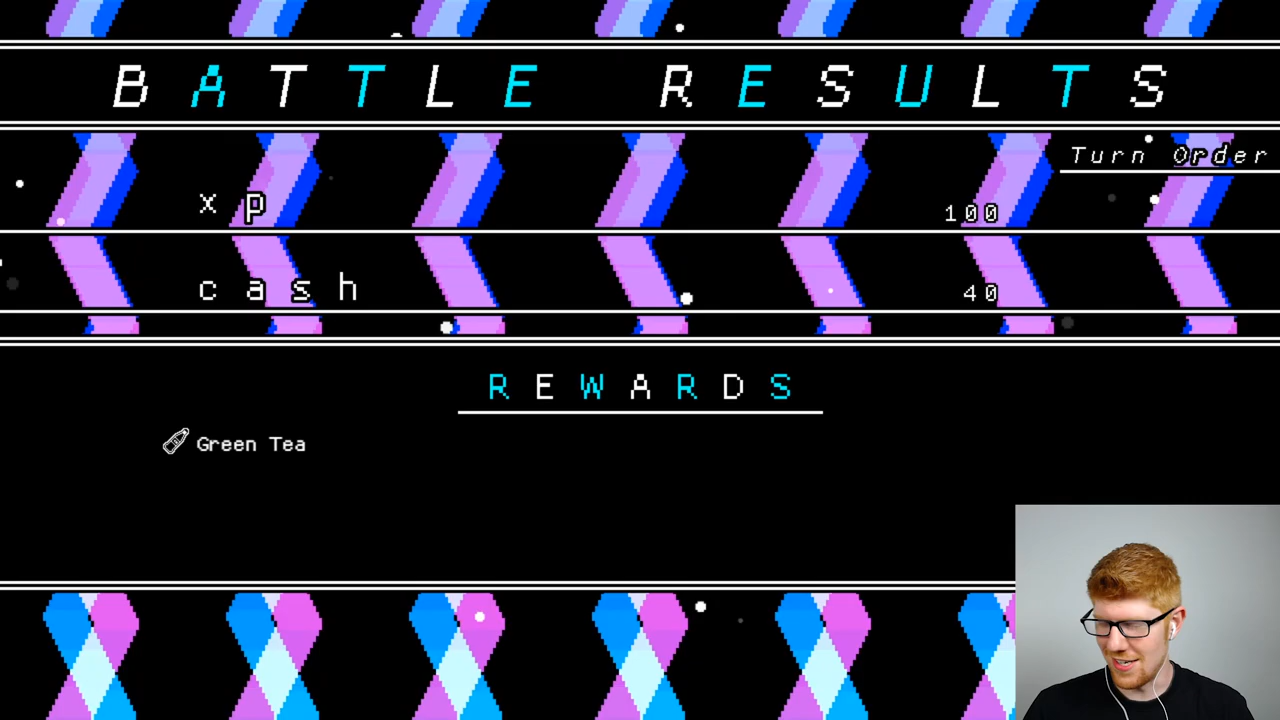 BATTLE RESULTS
Turn Order
xp 100
cash 40
REWARDS
Green Tea